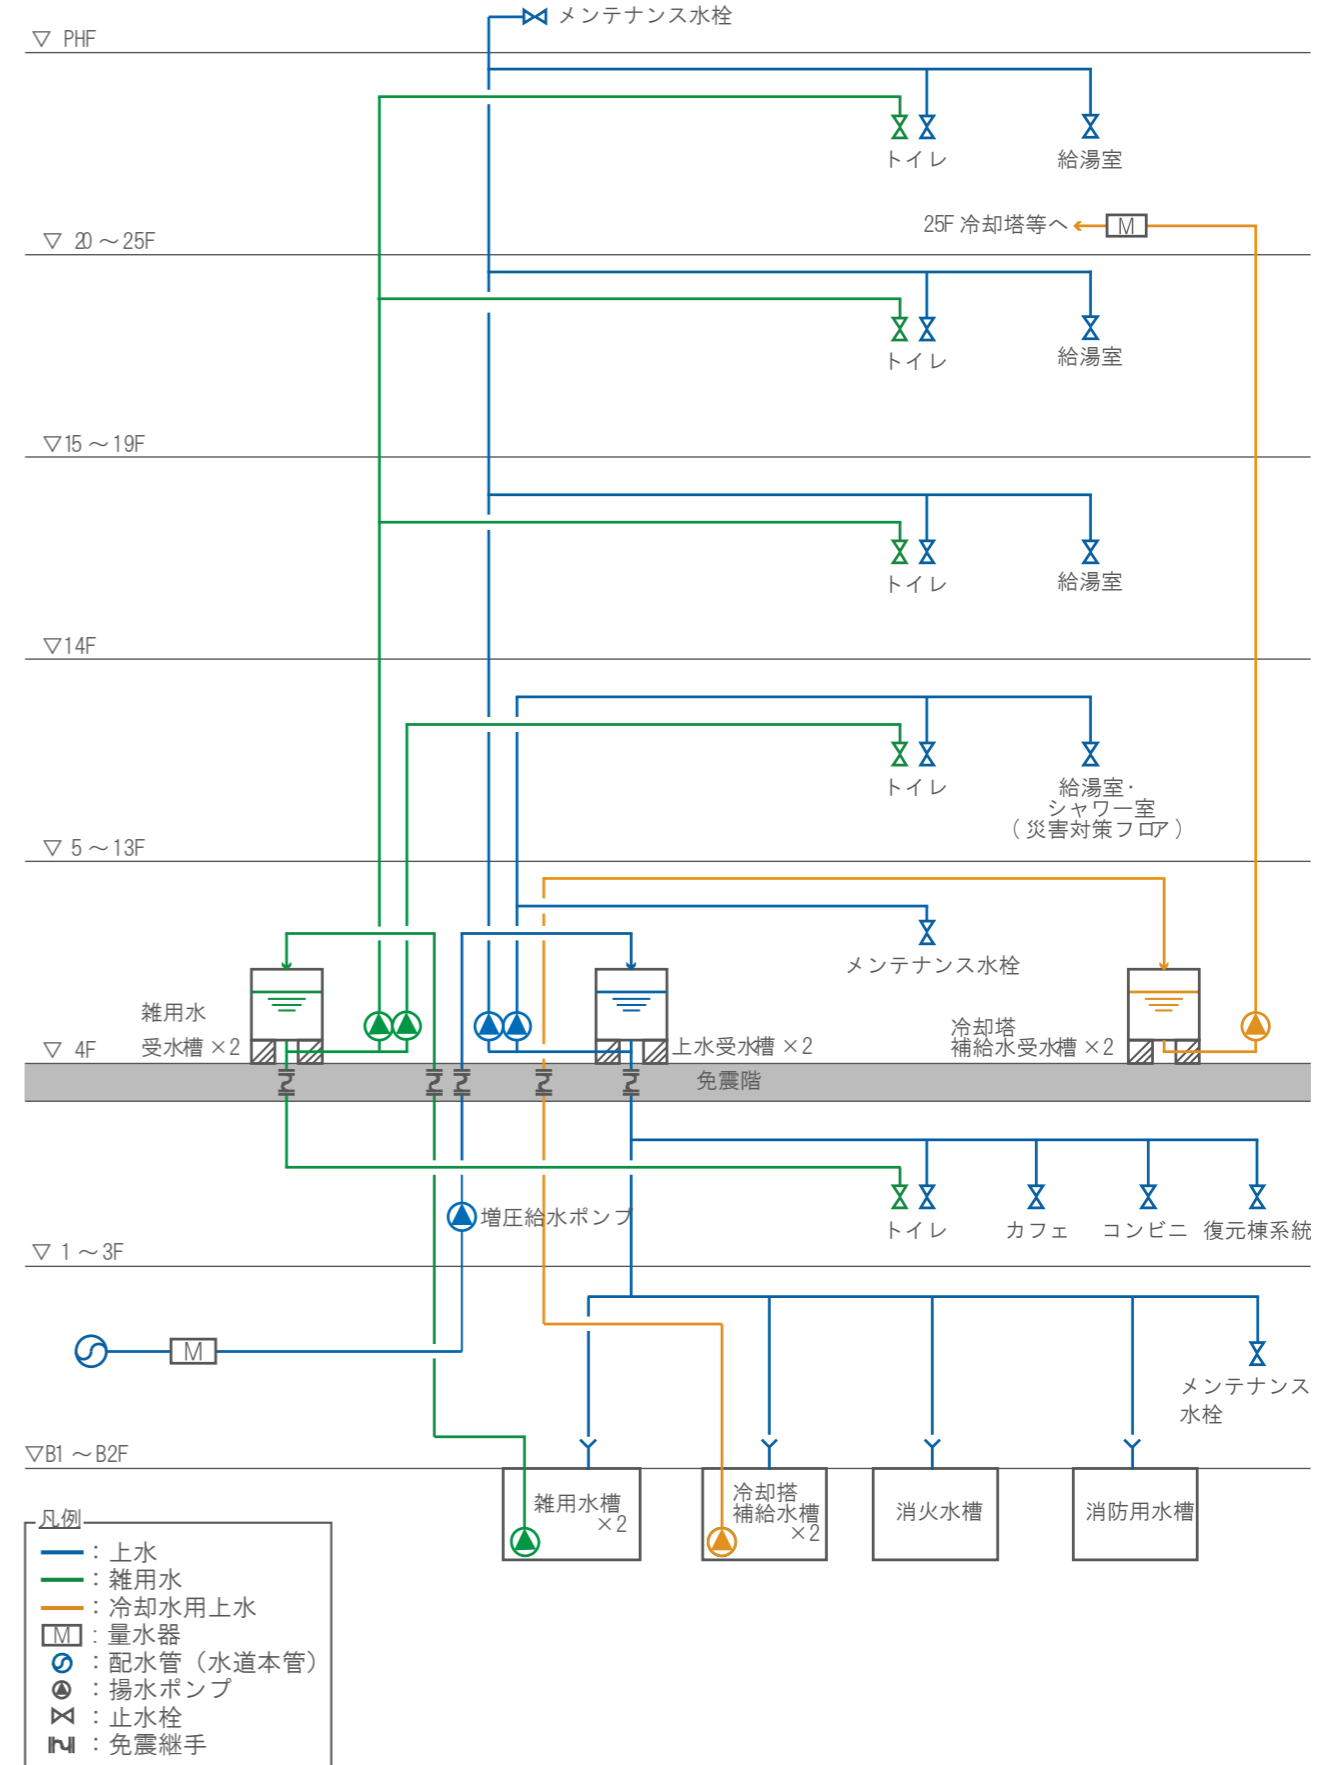 メンテナンス水栓
▽ PHF
トイレ
給湯室
25F 冷却塔等へ
M
▽ 20～25F
トイレ
給湯室
▽15～19F
トイレ
給湯室
▽14F
トイレ
給湯室・
シャワー室
（災害対策フロア）
▽ 5～13F
メンテナンス水栓
雑用水
受水槽×2
上水受水槽×2
冷却塔
補給水受水槽×2
▽ 4F
免震階
増圧給水ポンプ
トイレ
カフェ
コンビニ
復元棟系統
▽ 1～3F
M
メンテナンス
水栓
▽B1～B2F
雑用水槽
×2
冷却塔
補給水槽
×2
消火水槽
消防用水槽
凡例
：上水
：雑用水
：冷却水用上水
M：量水器
：配水管（水道本管）
：揚水ポンプ
：止水栓
：免震継手